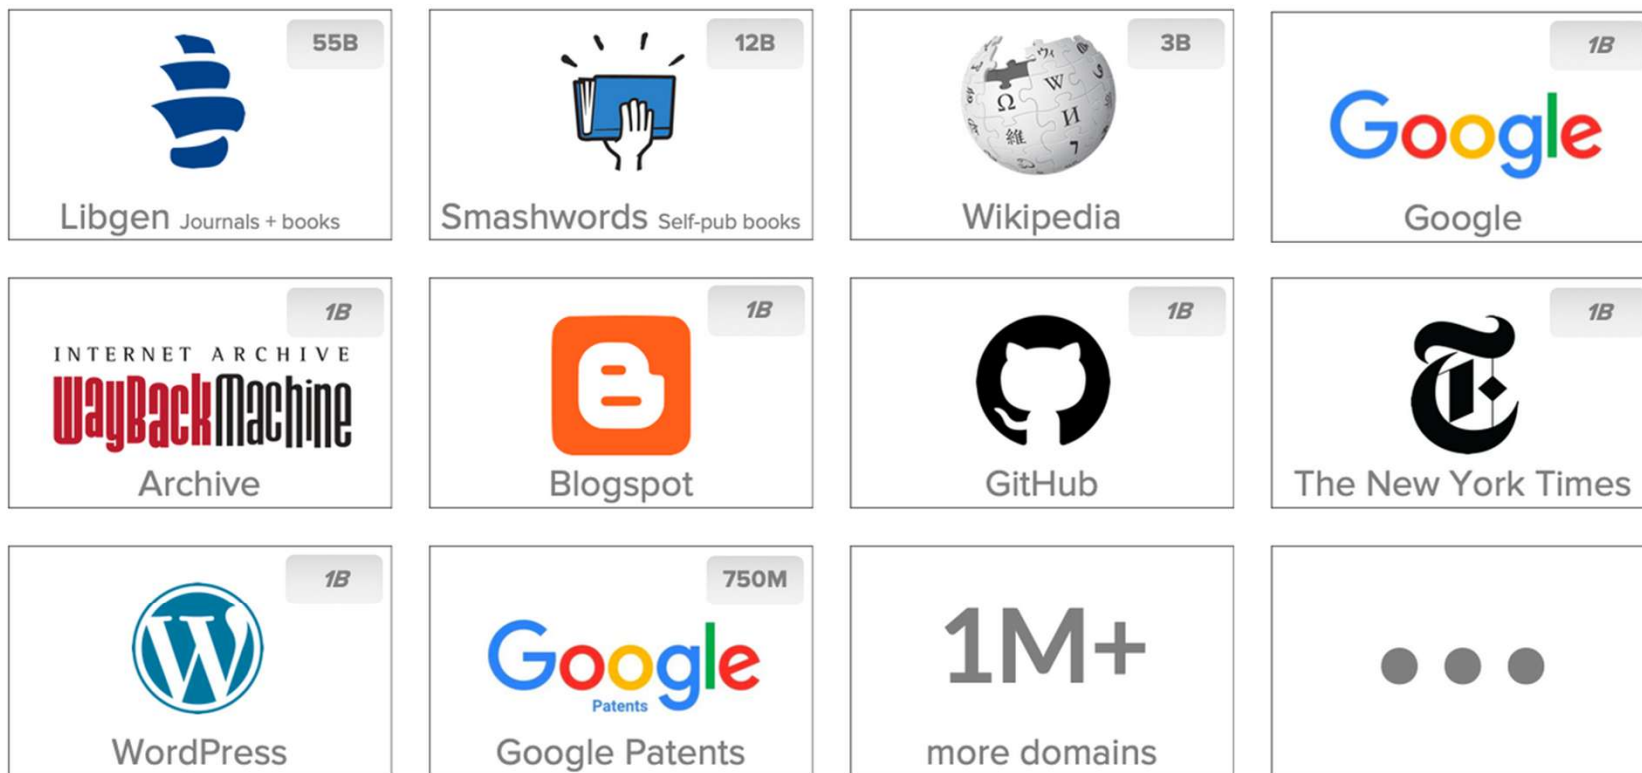 55B
Libgen Journals + books
12B
Smashwords Self-pub books
3B
Ω W И 維 7
Wikipedia
1B
Google
Google
1B
INTERNET ARCHIVE
WayBackMachine
Archive
1B
Blogspot
1B
GitHub
1B
The New York Times
1B
W
WordPress
750M
Google
Patents
Google Patents
1M+
more domains